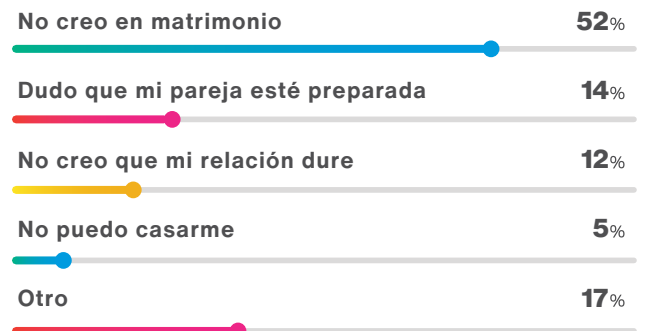 No creo en matrimonio 52%
Dudo que mi pareja esté preparada 14%
No creo que mi relación dure 12%
No puedo casarme 5%
Otro 17%